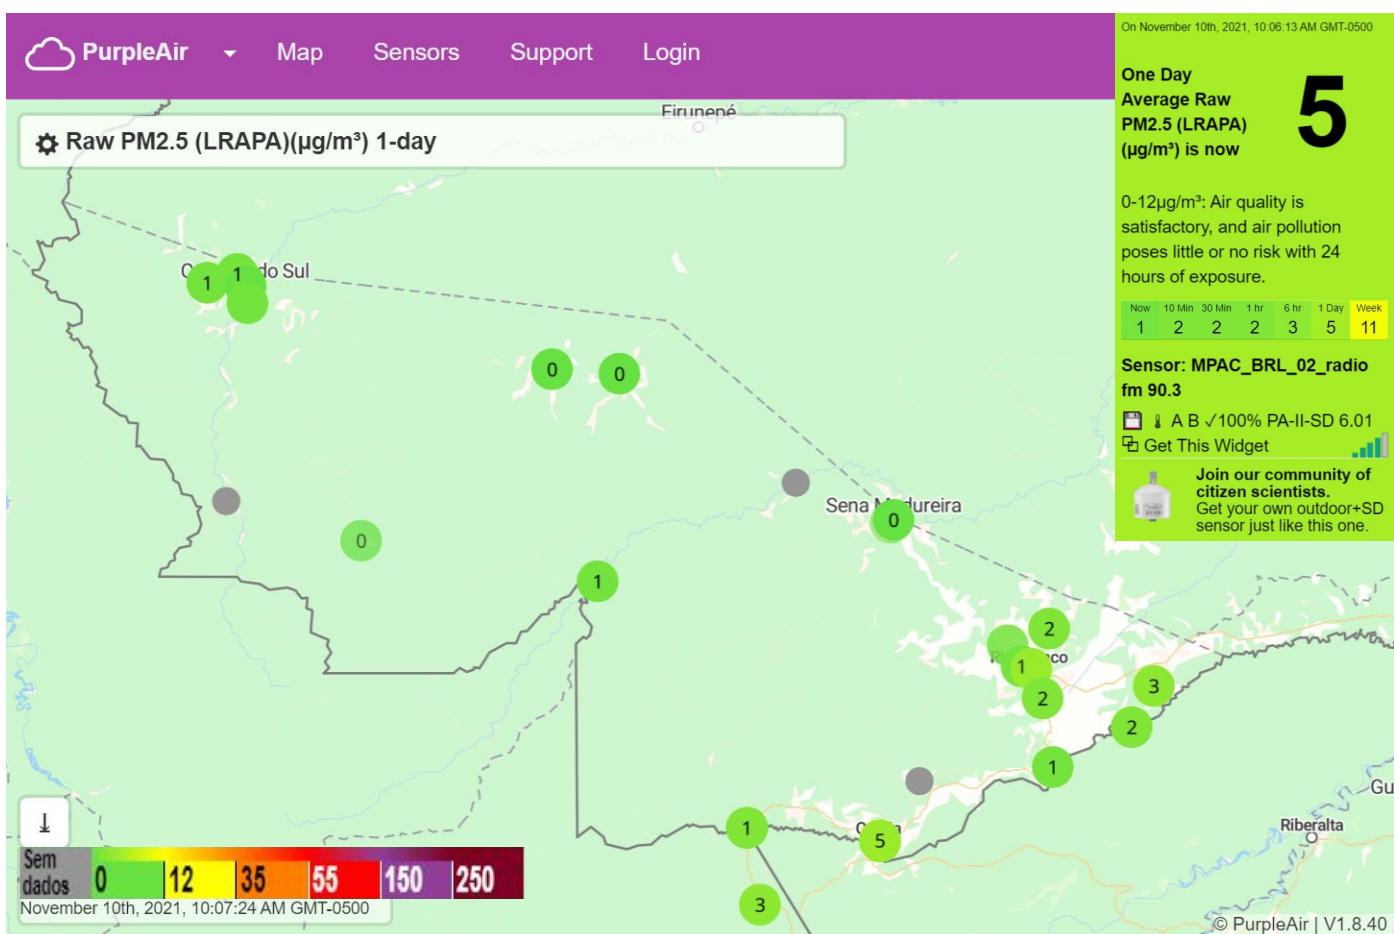 PurpleAir
Map
Sensors
Support
Login
On November 10th, 2021, 10:06:13 AM GMT-0500
One Day
Average Raw
PM2.5 (LRAPA)
(µg/m³) is now
5
0-12µg/m³: Air quality is
satisfactory, and air pollution
poses little or no risk with 24
hours of exposure.
Now 10 Min 30 Min 1 hr 6 hr 1 Day Week
1 2 2 2 3 5 11
Sensor: MPAC_BRL_02_radio
fm 90.3
A B ✓100% PA-II-SD 6.01
Get This Widget
Join our community of
citizen scientists.
Get your own outdoor+SD
sensor just like this one.
Eirunepé
Raw PM2.5 (LRAPA)(µg/m³) 1-day
do Sul
1
1
0
0
Sena Madureira
0
0
1
2
1
2
3
2
1
1
5
3
Riberalta
Sem
dados
0 12 35 55 150 250
November 10th, 2021, 10:07:24 AM GMT-0500
© PurpleAir | V1.8.40